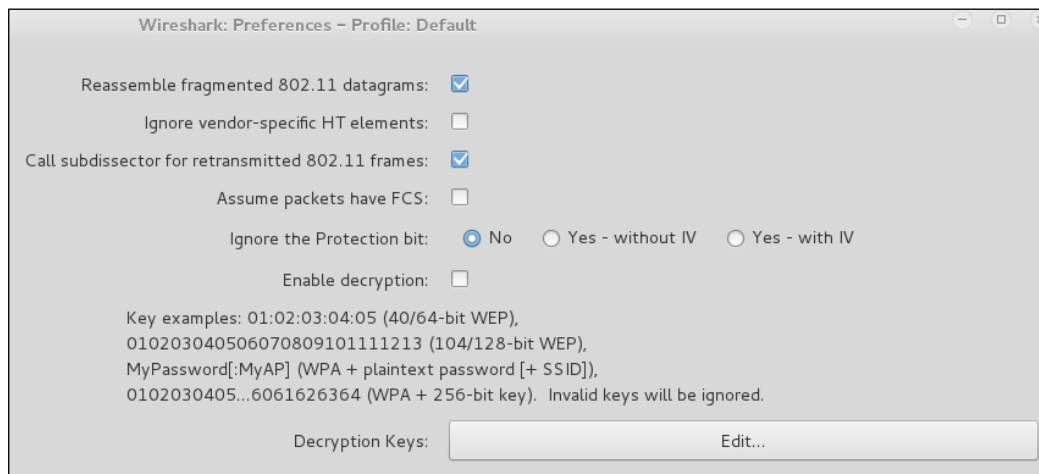 Wireshark: Preferences – Profile: Default
Reassemble fragmented 802.11 datagrams:
Ignore vendor-specific HT elements:
Call subdissector for retransmitted 802.11 frames:
Assume packets have FCS:
Ignore the Protection bit: No Yes - without IV Yes - with IV
Enable decryption:
Key examples: 01:02:03:04:05 (40/64-bit WEP),
010203040506070809101111213 (104/128-bit WEP),
MyPassword[:MyAP] (WPA + plaintext password [+ SSID]),
0102030405...6061626364 (WPA + 256-bit key). Invalid keys will be ignored.
Decryption Keys: Edit...